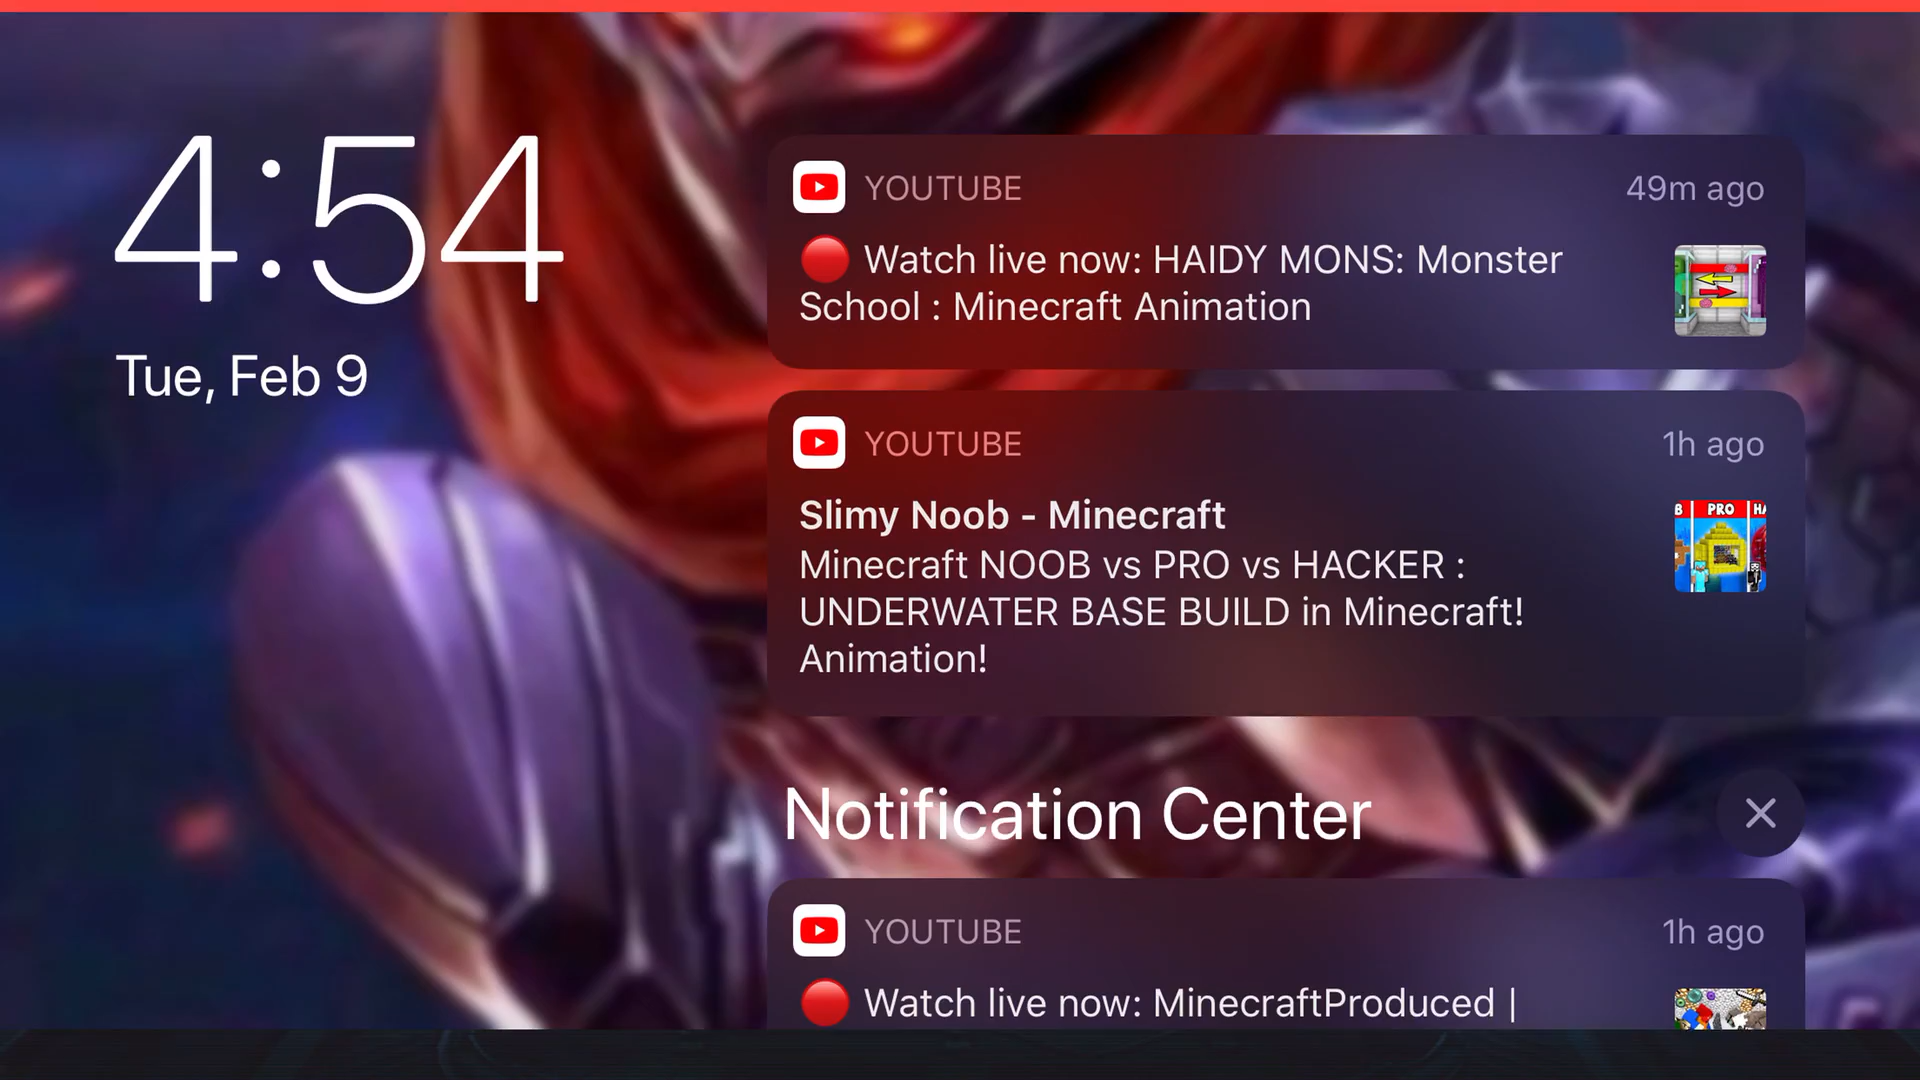 4:54
Tue, Feb 9
YOUTUBE
49m ago
Watch live now: HAIDY MONS: Monster
School : Minecraft Animation
YOUTUBE
1h ago
Slimy Noob - Minecraft
Minecraft NOOB vs PRO vs HACKER :
UNDERWATER BASE BUILD in Minecraft!
Animation!
B PRO HA
Notification Center
YOUTUBE
1h ago
Watch live now: MinecraftProduced |